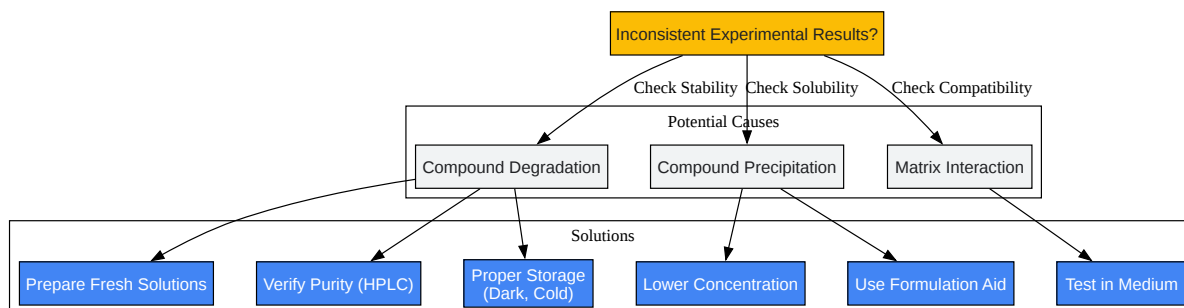 Inconsistent Experimental Results?
Check Stability
Check Solubility
Check Compatibility
Potential Causes
Compound Degradation
Compound Precipitation
Matrix Interaction
Solutions
Prepare Fresh Solutions
Verify Purity (HPLC)
Proper Storage
(Dark, Cold)
Lower Concentration
Use Formulation Aid
Test in Medium